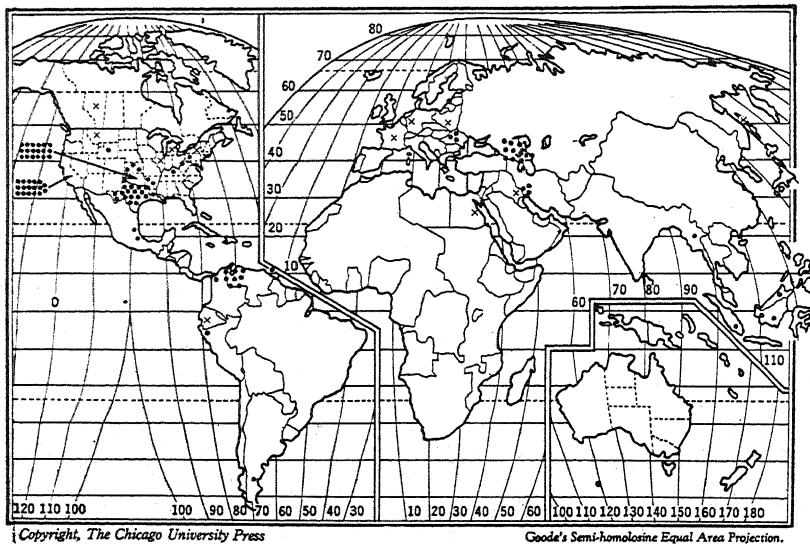 80
70
60
50
40
30
20
10
0
60
70 80 90
110
120 110 100
100 90 80 70 60 50 40 30
10 20 30 40 50 60
100 110 120 130 140 150 160 170 180
Copyright, The Chicago University Press
Goode's Semi-homolosine Equal Area Projection.